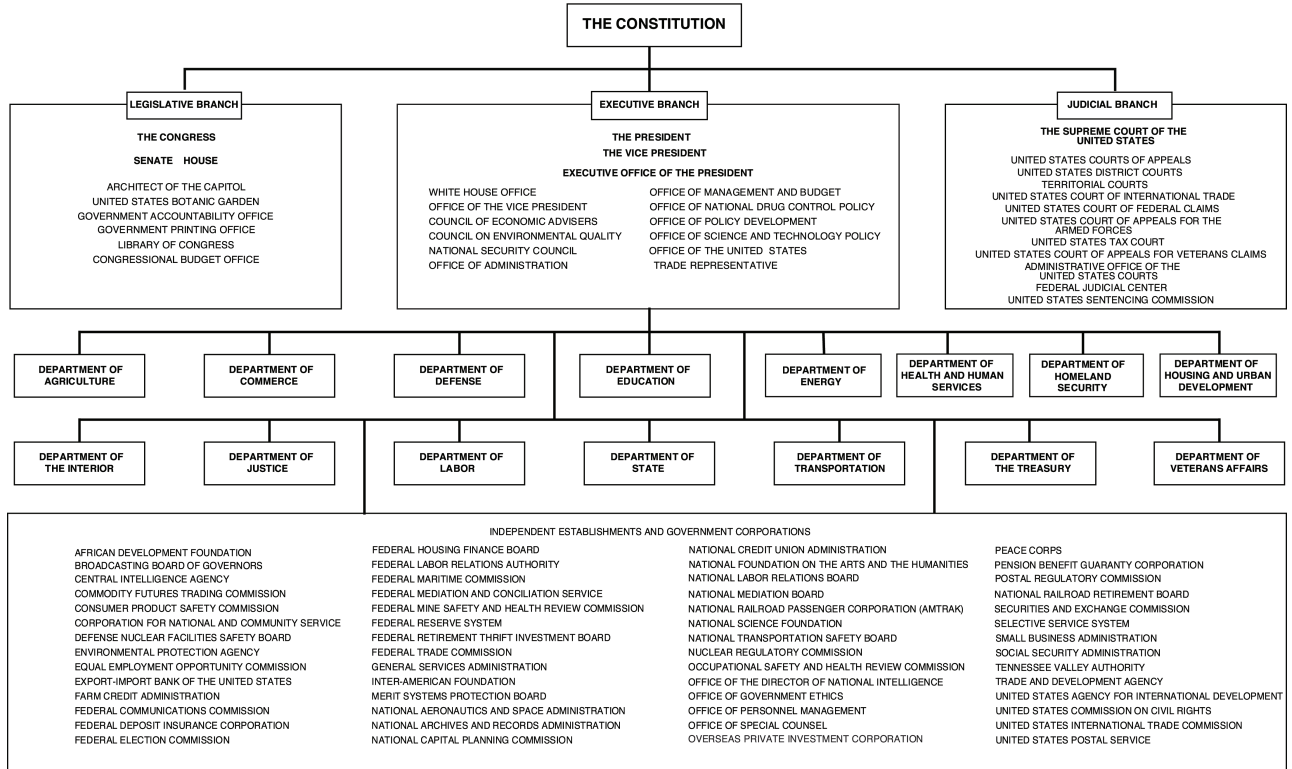 THE CONSTITUTION
LEGISLATIVE BRANCH
THE CONGRESS
SENATE HOUSE
ARCHITECT OF THE CAPITOL
UNITED STATES BOTANIC GARDEN
GOVERNMENT ACCOUNTABILITY OFFICE
GOVERNMENT PRINTING OFFICE
LIBRARY OF CONGRESS
CONGRESSIONAL BUDGET OFFICE
EXECUTIVE BRANCH
THE PRESIDENT
THE VICE PRESIDENT
EXECUTIVE OFFICE OF THE PRESIDENT
WHITE HOUSE OFFICE
OFFICE OF THE VICE PRESIDENT
COUNCIL OF ECONOMIC ADVISERS
COUNCIL ON ENVIRONMENTAL QUALITY
NATIONAL SECURITY COUNCIL
OFFICE OF ADMINISTRATION
OFFICE OF MANAGEMENT AND BUDGET
OFFICE OF NATIONAL DRUG CONTROL POLICY
OFFICE OF POLICY DEVELOPMENT
OFFICE OF SCIENCE AND TECHNOLOGY POLICY
OFFICE OF THE UNITED STATES
TRADE REPRESENTATIVE
JUDICIAL BRANCH
THE SUPREME COURT OF THE
UNITED STATES
UNITED STATES COURTS OF APPEALS
UNITED STATES DISTRICT COURTS
TERRITORIAL COURTS
UNITED STATES COURT OF INTERNATIONAL TRADE
UNITED STATES COURT OF FEDERAL CLAIMS
UNITED STATES COURT OF APPEALS FOR THE
ARMED FORCES
UNITED STATES TAX COURT
UNITED STATES COURT OF APPEALS FOR VETERANS CLAIMS
ADMINISTRATIVE OFFICE OF THE
UNITED STATES COURTS
FEDERAL JUDICIAL CENTER
UNITED STATES SENTENCING COMMISSION
DEPARTMENT OF
AGRICULTURE
DEPARTMENT OF
COMMERCE
DEPARTMENT OF
DEFENSE
DEPARTMENT OF
EDUCATION
DEPARTMENT OF
ENERGY
DEPARTMENT OF
HEALTH AND HUMAN
SERVICES
DEPARTMENT OF
HOMELAND
SECURITY
DEPARTMENT OF
HOUSING AND URBAN
DEVELOPMENT
DEPARTMENT OF
THE INTERIOR
DEPARTMENT OF
JUSTICE
DEPARTMENT OF
LABOR
DEPARTMENT OF
STATE
DEPARTMENT OF
TRANSPORTATION
DEPARTMENT OF
THE TREASURY
DEPARTMENT OF
VETERANS AFFAIRS
INDEPENDENT ESTABLISHMENTS AND GOVERNMENT CORPORATIONS
AFRICAN DEVELOPMENT FOUNDATION
BROADCASTING BOARD OF GOVERNORS
CENTRAL INTELLIGENCE AGENCY
COMMODITY FUTURES TRADING COMMISSION
CONSUMER PRODUCT SAFETY COMMISSION
CORPORATION FOR NATIONAL AND COMMUNITY SERVICE
DEFENSE NUCLEAR FACILITIES SAFETY BOARD
ENVIRONMENTAL PROTECTION AGENCY
EQUAL EMPLOYMENT OPPORTUNITY COMMISSION
EXPORT-IMPORT BANK OF THE UNITED STATES
FARM CREDIT ADMINISTRATION
FEDERAL COMMUNICATIONS COMMISSION
FEDERAL DEPOSIT INSURANCE CORPORATION
FEDERAL ELECTION COMMISSION
FEDERAL HOUSING FINANCE BOARD
FEDERAL LABOR RELATIONS AUTHORITY
FEDERAL MARITIME COMMISSION
FEDERAL MEDIATION AND CONCILIATION SERVICE
FEDERAL MINE SAFETY AND HEALTH REVIEW COMMISSION
FEDERAL RESERVE SYSTEM
FEDERAL RETIREMENT THRIFT INVESTMENT BOARD
FEDERAL TRADE COMMISSION
GENERAL SERVICES ADMINISTRATION
INTER-AMERICAN FOUNDATION
MERIT SYSTEMS PROTECTION BOARD
NATIONAL AERONAUTICS AND SPACE ADMINISTRATION
NATIONAL ARCHIVES AND RECORDS ADMINISTRATION
NATIONAL CAPITAL PLANNING COMMISSION
NATIONAL CREDIT UNION ADMINISTRATION
NATIONAL FOUNDATION ON THE ARTS AND THE HUMANITIES
NATIONAL LABOR RELATIONS BOARD
NATIONAL MEDIATION BOARD
NATIONAL RAILROAD PASSENGER CORPORATION (AMTRAK)
NATIONAL SCIENCE FOUNDATION
NATIONAL TRANSPORTATION SAFETY BOARD
NUCLEAR REGULATORY COMMISSION
OCCUPATIONAL SAFETY AND HEALTH REVIEW COMMISSION
OFFICE OF THE DIRECTOR OF NATIONAL INTELLIGENCE
OFFICE OF GOVERNMENT ETHICS
OFFICE OF PERSONNEL MANAGEMENT
OFFICE OF SPECIAL COUNSEL
OVERSEAS PRIVATE INVESTMENT CORPORATION
PEACE CORPS
PENSION BENEFIT GUARANTY CORPORATION
POSTAL REGULATORY COMMISSION
NATIONAL RAILROAD RETIREMENT BOARD
SECURITIES AND EXCHANGE COMMISSION
SELECTIVE SERVICE SYSTEM
SMALL BUSINESS ADMINISTRATION
SOCIAL SECURITY ADMINISTRATION
TENNESSEE VALLEY AUTHORITY
TRADE AND DEVELOPMENT AGENCY
UNITED STATES AGENCY FOR INTERNATIONAL DEVELOPMENT
UNITED STATES COMMISSION ON CIVIL RIGHTS
UNITED STATES INTERNATIONAL TRADE COMMISSION
UNITED STATES POSTAL SERVICE